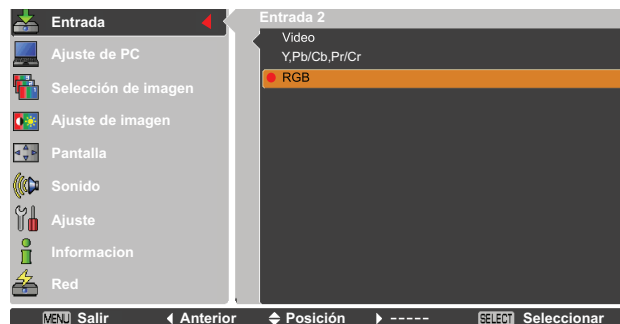 Entrada
Ajuste de PC
Selección de imagen
Ajuste de imagen
Pantalla
Sonido
Ajuste
Informacion
Red
Entrada 2
Video
Y,Pb/Cb,Pr/Cr
RGB
MENU Salir Anterior Posición ----- SELECT Seleccionar